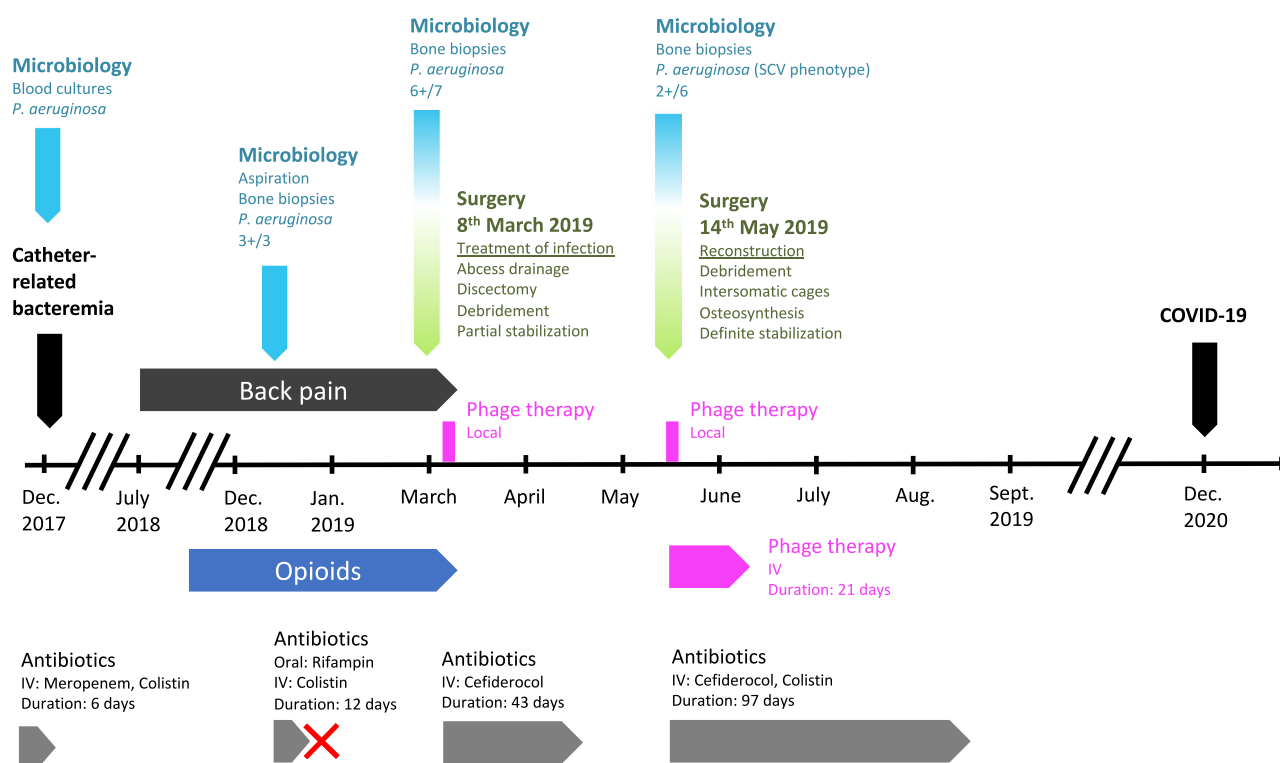 Microbiology
Blood cultures
P. aeruginosa
Catheter-
related
bacteremia
Microbiology
Aspiration
Bone biopsies
P. aeruginosa
3+/3
Microbiology
Bone biopsies
P. aeruginosa
6+/7
Surgery
8th March 2019
Treatment of infection
Abcess drainage
Discectomy
Debridement
Partial stabilization
Microbiology
Bone biopsies
P. aeruginosa (SCV phenotype)
2+/6
Surgery
14th May 2019
Reconstruction
Debridement
Intersomatic cages
Osteosynthesis
Definite stabilization
COVID-19
Back pain
Phage therapy
Local
Phage therapy
Local
Dec.
2017
July
2018
Dec.
2018
Jan.
2019
March
April
May
June
July
Aug.
Sept.
2019
Dec.
2020
Opioids
Phage therapy
IV
Duration: 21 days
Antibiotics
IV: Meropenem, Colistin
Duration: 6 days
Antibiotics
Oral: Rifampin
IV: Colistin
Duration: 12 days
Antibiotics
IV: Cefiderocol
Duration: 43 days
Antibiotics
IV: Cefiderocol, Colistin
Duration: 97 days